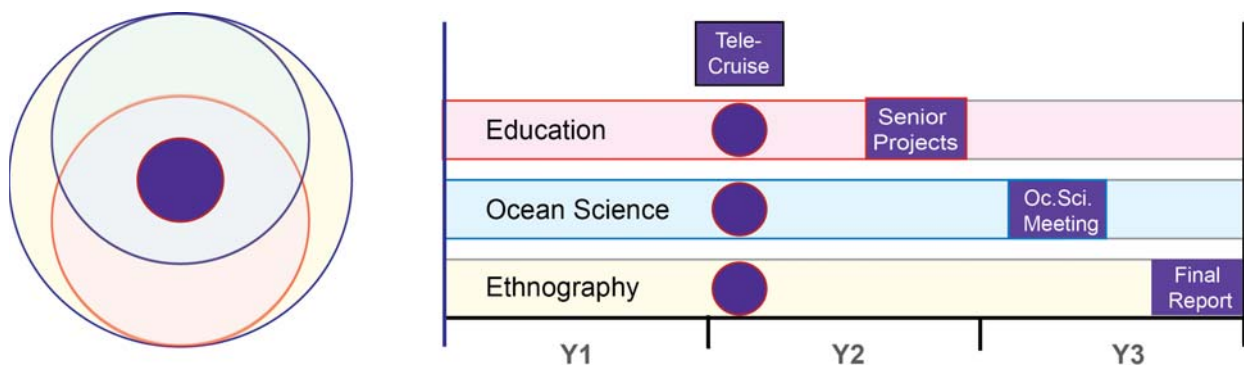 Tele-
Cruise
Education
Senior
Projects
Ocean Science
Oc.Sci.
Meeting
Ethnography
Final
Report
Y1
Y2
Y3